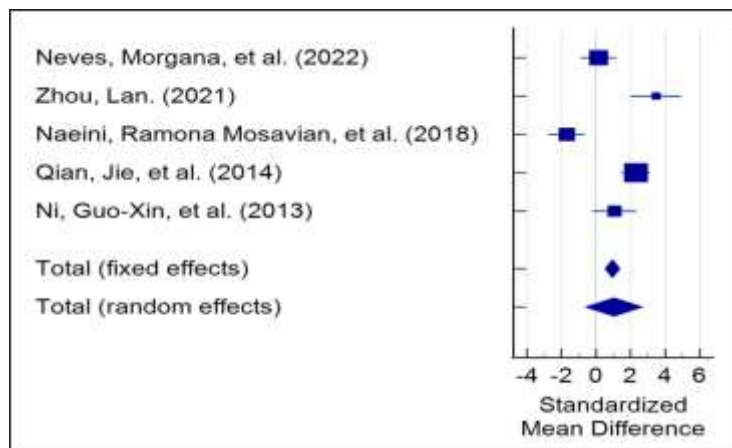 Neves, Morgana, et al. (2022)
Zhou, Lan. (2021)
Naeini, Ramona Mosavian, et al. (2018)
Qian, Jie, et al. (2014)
Ni, Guo-Xin, et al. (2013)
Total (fixed effects)
Total (random effects)
-4 -2 0 2 4 6
Standardized
Mean Difference